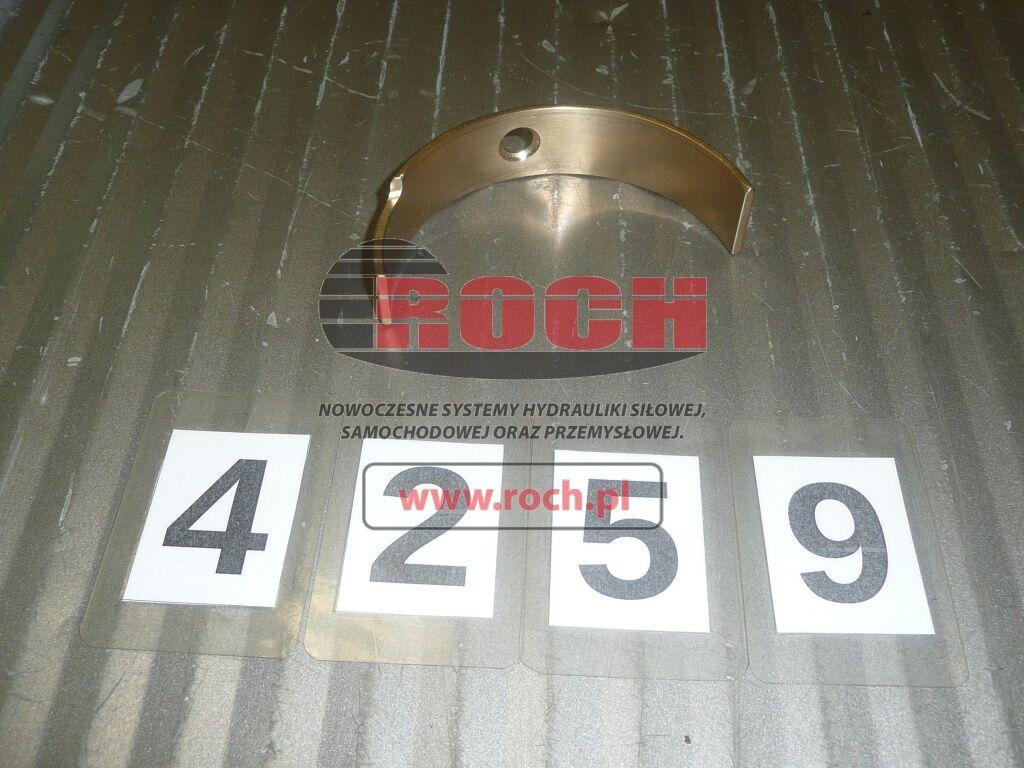 ROCH
NOWOCZESNE SYSTEMY HYDRAULIKI SIŁOWEJ,
SAMOCHODOWEJ ORAZ PRZEMYSŁOWEJ.
www.roch.pl
4 2 5 9